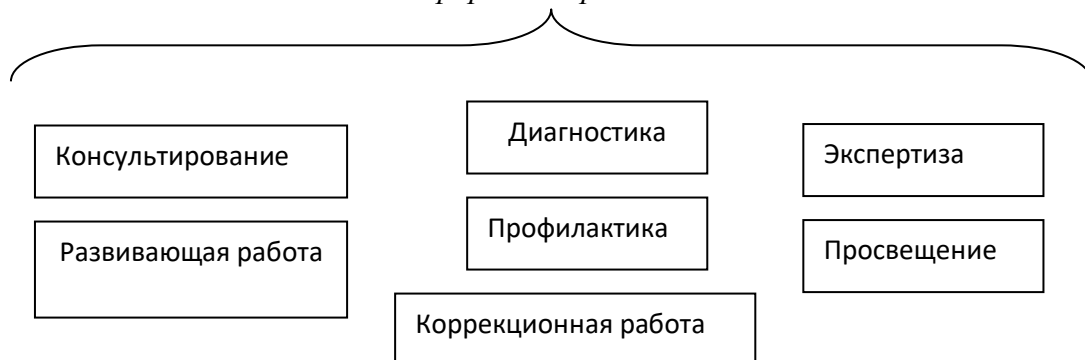 Консультирование
Диагностика
Экспертиза
Развивающая работа
Профилактика
Просвещение
Коррекционная работа